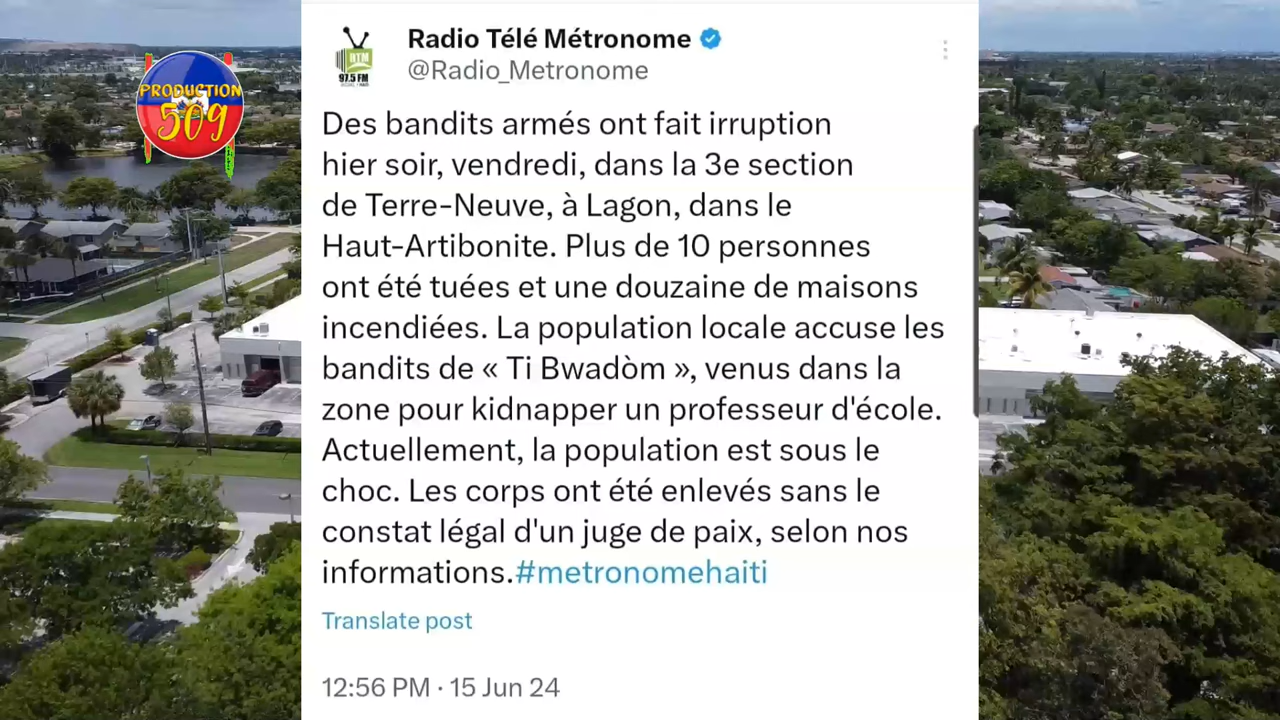 PRODUCTION
509
RTM
97.5 FM
Radio Télé Métronome
@Radio_Metronome
Des bandits armés ont fait irruption
hier soir, vendredi, dans la 3e section
de Terre-Neuve, à Lagon, dans le
Haut-Artibonite. Plus de 10 personnes
ont été tuées et une douzaine de maisons
incendiées. La population locale accuse les
bandits de « Ti Bwadòm », venus dans la
zone pour kidnapper un professeur d'école.
Actuellement, la population est sous le
choc. Les corps ont été enlevés sans le
constat légal d'un juge de paix, selon nos
informations.#metronomehaiti
Translate post
12:56 PM · 15 Jun 24